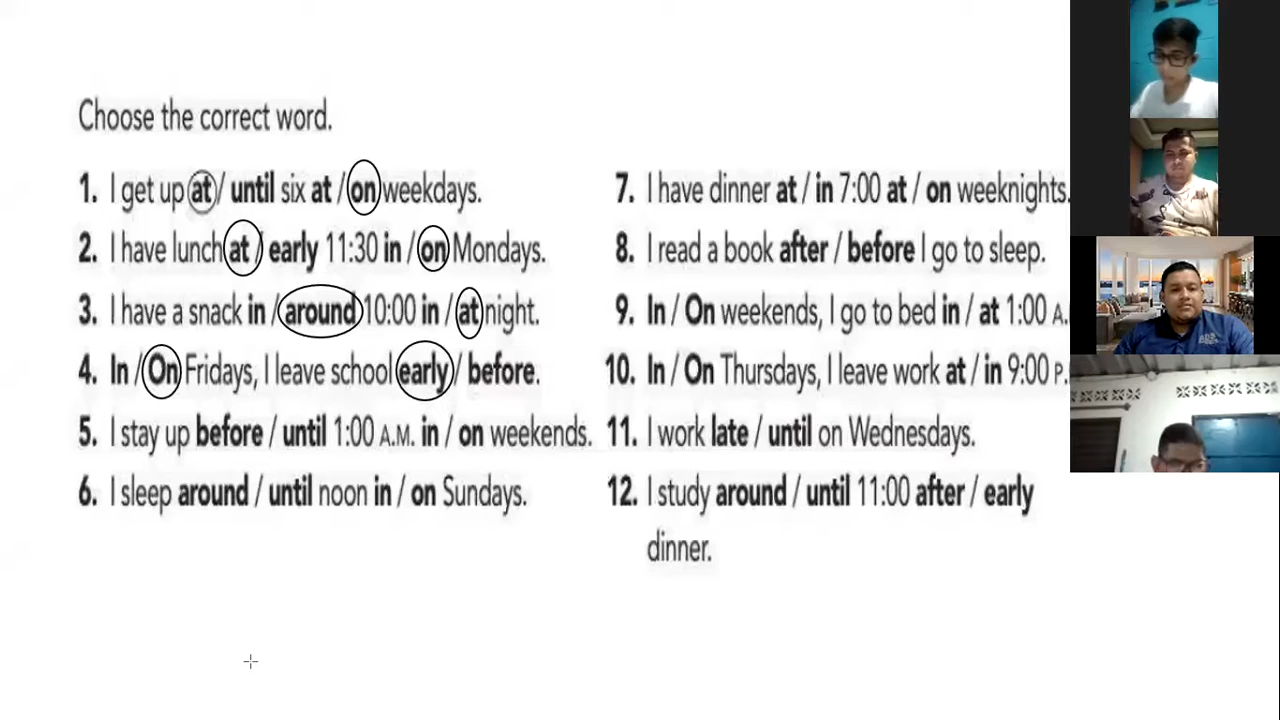 Choose the correct word.
1. I get up at / until six at / on weekdays.
2. I have lunch at / early 11:30 in / on Mondays.
3. I have a snack in / around 10:00 in / at night.
4. In / On Fridays, I leave school early / before.
5. I stay up before / until 1:00 A.M. in / on weekends.
6. I sleep around / until noon in / on Sundays.
7. I have dinner at / in 7:00 at / on weeknights.
8. I read a book after / before I go to sleep.
9. In / On weekends, I go to bed in / at 1:00 A.
10. In / On Thursdays, I leave work at / in 9:00 P.
11. I work late / until on Wednesdays.
12. I study around / until 11:00 after / early
dinner.